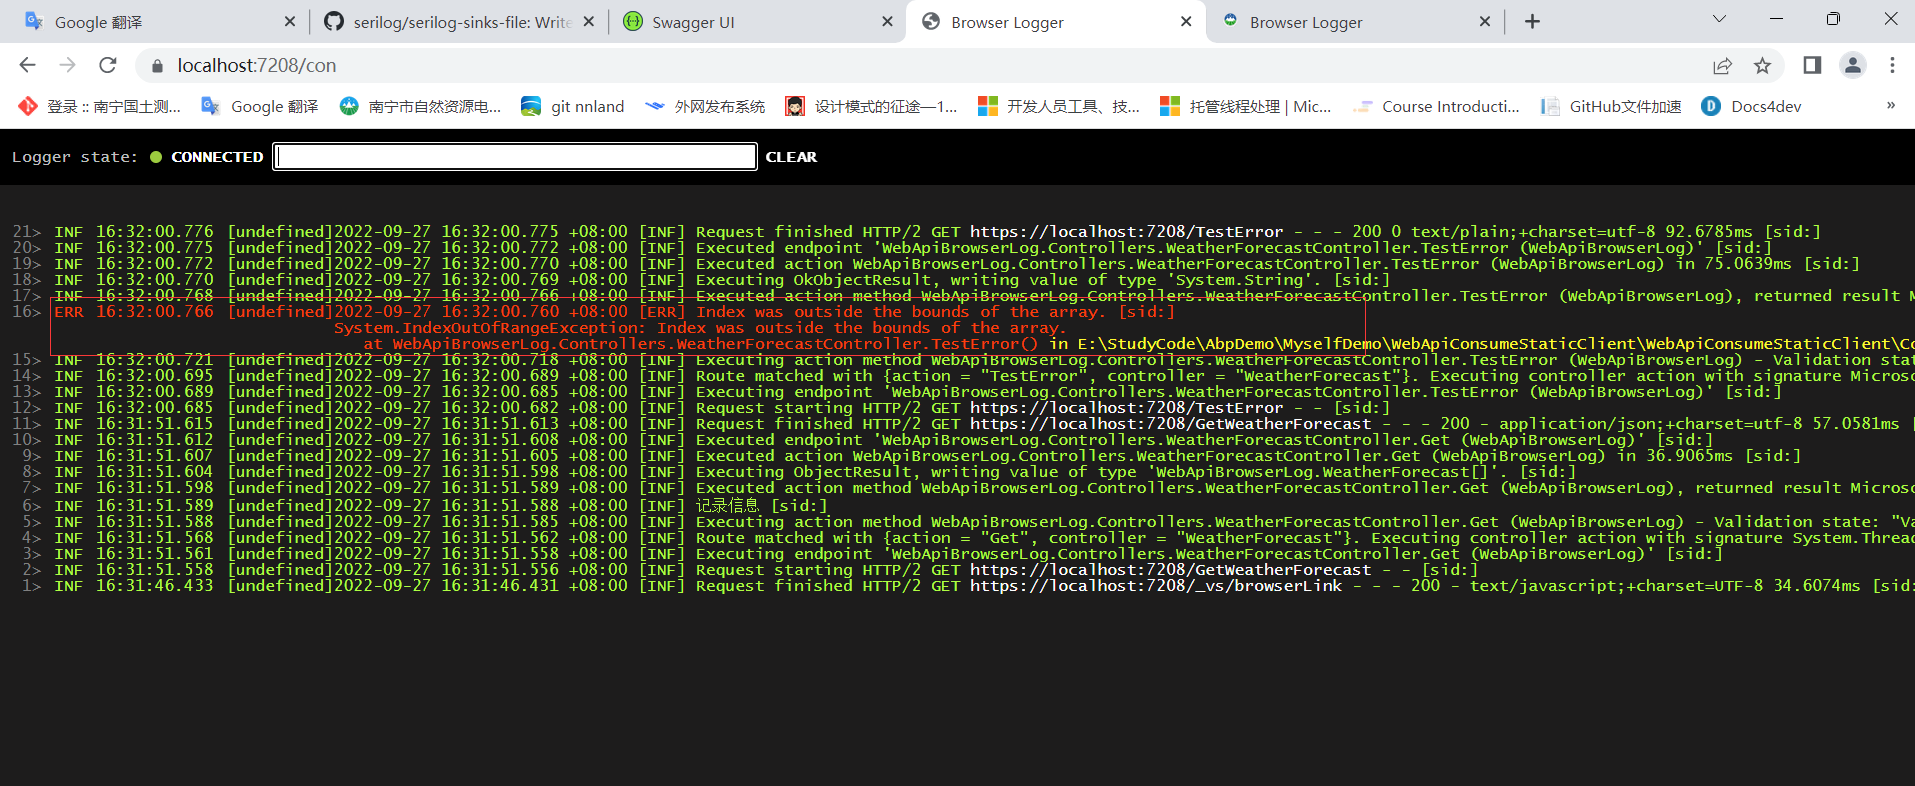 Google 翻译
serilog/serilog-sinks-file: Write
Swagger UI
Browser Logger
Browser Logger
localhost:7208/con
登录 :: 南宁国土测...
Google 翻译
南宁市自然资源电...
git nnland
外网发布系统
设计模式的征途—1...
开发人员工具、技...
托管线程处理 | Mic...
Course Introducti...
GitHub文件加速
Docs4dev
»
Logger state: CONNECTED CLEAR
21> INF 16:32:00.776 [undefined]2022-09-27 16:32:00.775 +08:00 [INF] Request finished HTTP/2 GET https://localhost:7208/TestError - - - 200 0 text/plain;+charset=utf-8 92.6785ms [sid:]
20> INF 16:32:00.775 [undefined]2022-09-27 16:32:00.772 +08:00 [INF] Executed endpoint 'WebApiBrowserLog.Controllers.WeatherForecastController.TestError (WebApiBrowserLog)' [sid:]
19> INF 16:32:00.772 [undefined]2022-09-27 16:32:00.770 +08:00 [INF] Executed action WebApiBrowserLog.Controllers.WeatherForecastController.TestError (WebApiBrowserLog) in 75.0639ms [sid:]
18> INF 16:32:00.770 [undefined]2022-09-27 16:32:00.769 +08:00 [INF] Executing OkObjectResult, writing value of type 'System.String'. [sid:]
17> INF 16:32:00.768 [undefined]2022-09-27 16:32:00.766 +08:00 [INF] Executed action method WebApiBrowserLog.Controllers.WeatherForecastController.TestError (WebApiBrowserLog), returned result M
16> ERR 16:32:00.766 [undefined]2022-09-27 16:32:00.760 +08:00 [ERR] Index was outside the bounds of the array. [sid:]
System.IndexOutOfRangeException: Index was outside the bounds of the array.
at WebApiBrowserLog.Controllers.WeatherForecastController.TestError() in E:\StudyCode\AbpDemo\MyselfDemo\WebApiConsumeStaticClient\WebApiConsumeStaticClient\Co
15> INF 16:32:00.721 [undefined]2022-09-27 16:32:00.718 +08:00 [INF] Executing action method WebApiBrowserLog.Controllers.WeatherForecastController.TestError (WebApiBrowserLog) - Validation stat
14> INF 16:32:00.695 [undefined]2022-09-27 16:32:00.689 +08:00 [INF] Route matched with {action = "TestError", controller = "WeatherForecast"}. Executing controller action with signature Microso
13> INF 16:32:00.689 [undefined]2022-09-27 16:32:00.685 +08:00 [INF] Executing endpoint 'WebApiBrowserLog.Controllers.WeatherForecastController.TestError (WebApiBrowserLog)' [sid:]
12> INF 16:32:00.685 [undefined]2022-09-27 16:32:00.682 +08:00 [INF] Request starting HTTP/2 GET https://localhost:7208/TestError - - [sid:]
11> INF 16:31:51.615 [undefined]2022-09-27 16:31:51.613 +08:00 [INF] Request finished HTTP/2 GET https://localhost:7208/GetWeatherForecast - - - 200 - application/json;+charset=utf-8 57.0581ms [
10> INF 16:31:51.612 [undefined]2022-09-27 16:31:51.608 +08:00 [INF] Executed endpoint 'WebApiBrowserLog.Controllers.WeatherForecastController.Get (WebApiBrowserLog)' [sid:]
9> INF 16:31:51.607 [undefined]2022-09-27 16:31:51.605 +08:00 [INF] Executed action WebApiBrowserLog.Controllers.WeatherForecastController.Get (WebApiBrowserLog) in 36.9065ms [sid:]
8> INF 16:31:51.604 [undefined]2022-09-27 16:31:51.598 +08:00 [INF] Executing ObjectResult, writing value of type 'WebApiBrowserLog.WeatherForecast[]'. [sid:]
7> INF 16:31:51.598 [undefined]2022-09-27 16:31:51.589 +08:00 [INF] Executed action method WebApiBrowserLog.Controllers.WeatherForecastController.Get (WebApiBrowserLog), returned result Microso
6> INF 16:31:51.589 [undefined]2022-09-27 16:31:51.588 +08:00 [INF] 记录信息 [sid:]
5> INF 16:31:51.588 [undefined]2022-09-27 16:31:51.585 +08:00 [INF] Executing action method WebApiBrowserLog.Controllers.WeatherForecastController.Get (WebApiBrowserLog) - Validation state: "Va
4> INF 16:31:51.568 [undefined]2022-09-27 16:31:51.562 +08:00 [INF] Route matched with {action = "Get", controller = "WeatherForecast"}. Executing controller action with signature System.Thread
3> INF 16:31:51.561 [undefined]2022-09-27 16:31:51.558 +08:00 [INF] Executing endpoint 'WebApiBrowserLog.Controllers.WeatherForecastController.Get (WebApiBrowserLog)' [sid:]
2> INF 16:31:51.558 [undefined]2022-09-27 16:31:51.556 +08:00 [INF] Request starting HTTP/2 GET https://localhost:7208/GetWeatherForecast - - [sid:]
1> INF 16:31:46.433 [undefined]2022-09-27 16:31:46.431 +08:00 [INF] Request finished HTTP/2 GET https://localhost:7208/_vs/browserLink - - - 200 - text/javascript;+charset=UTF-8 34.6074ms [sid: